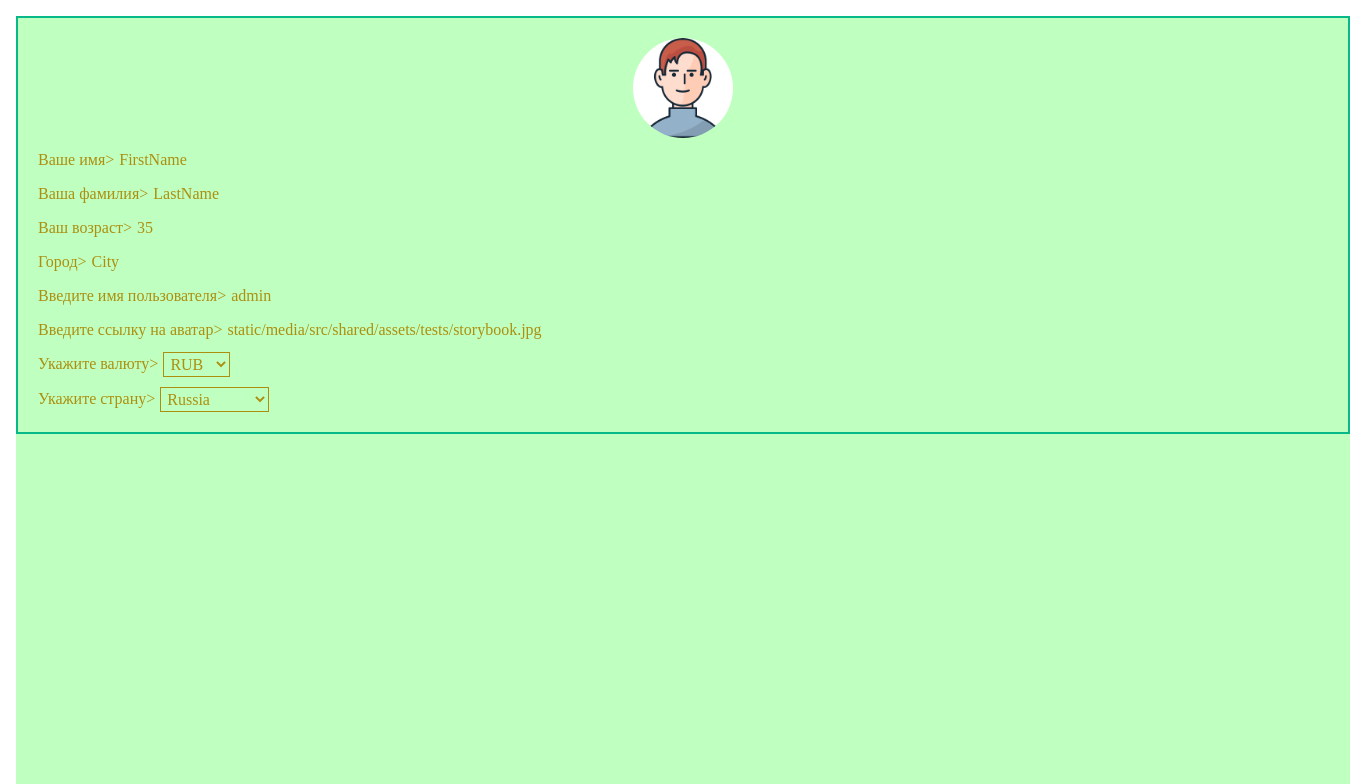 Ваше имя> FirstName
Ваша фамилия> LastName
Ваш возраст> 35
Город> City
Введите имя пользователя> admin
Введите ссылку на аватар> static/media/src/shared/assets/tests/storybook.jpg
Укажите валюту> RUB
Укажите страну> Russia